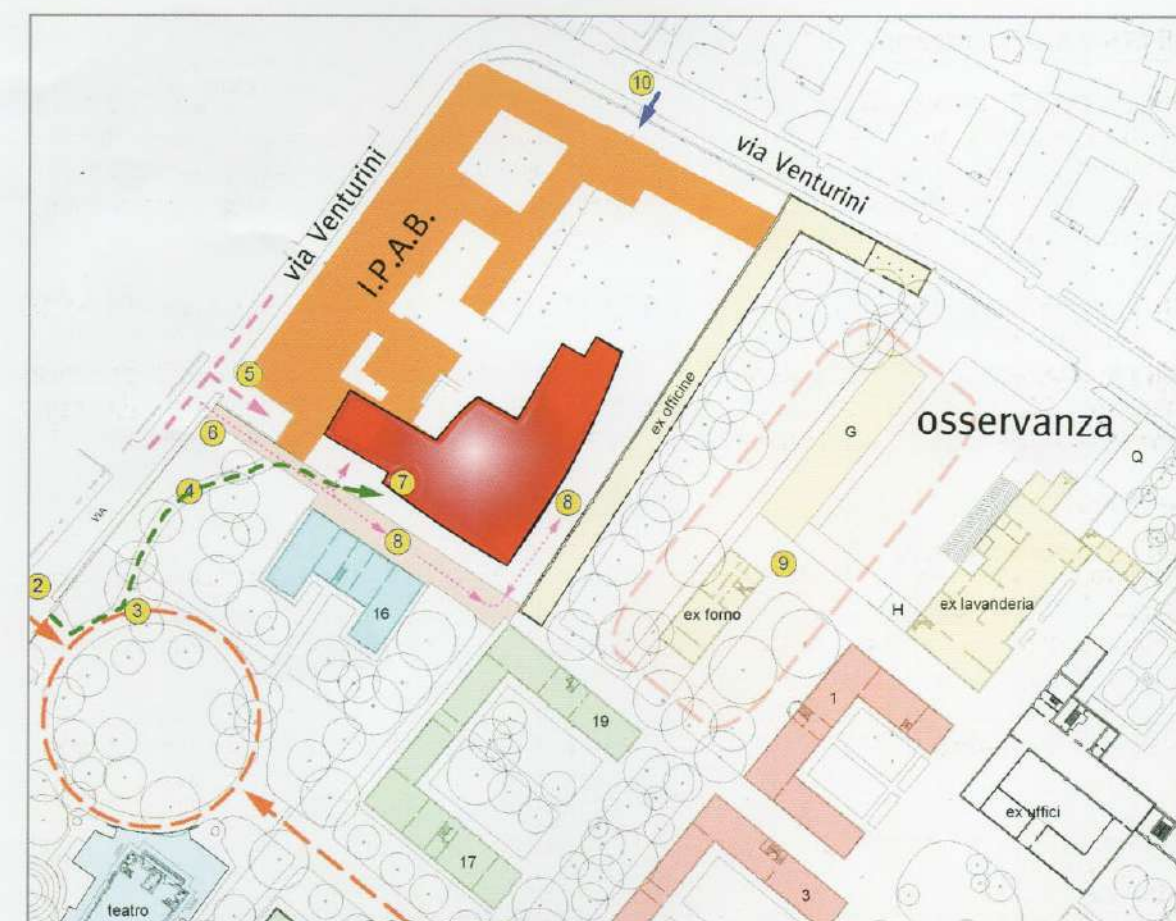 10
via Venturini
via Venturini
I.P.A.B.
5
6
7
8
8
4
2
3
VIA
ex officine
osservanza
G
Q
9
ex forno
H
ex lavanderia
16
19
17
1
3
ex uffici
teatro